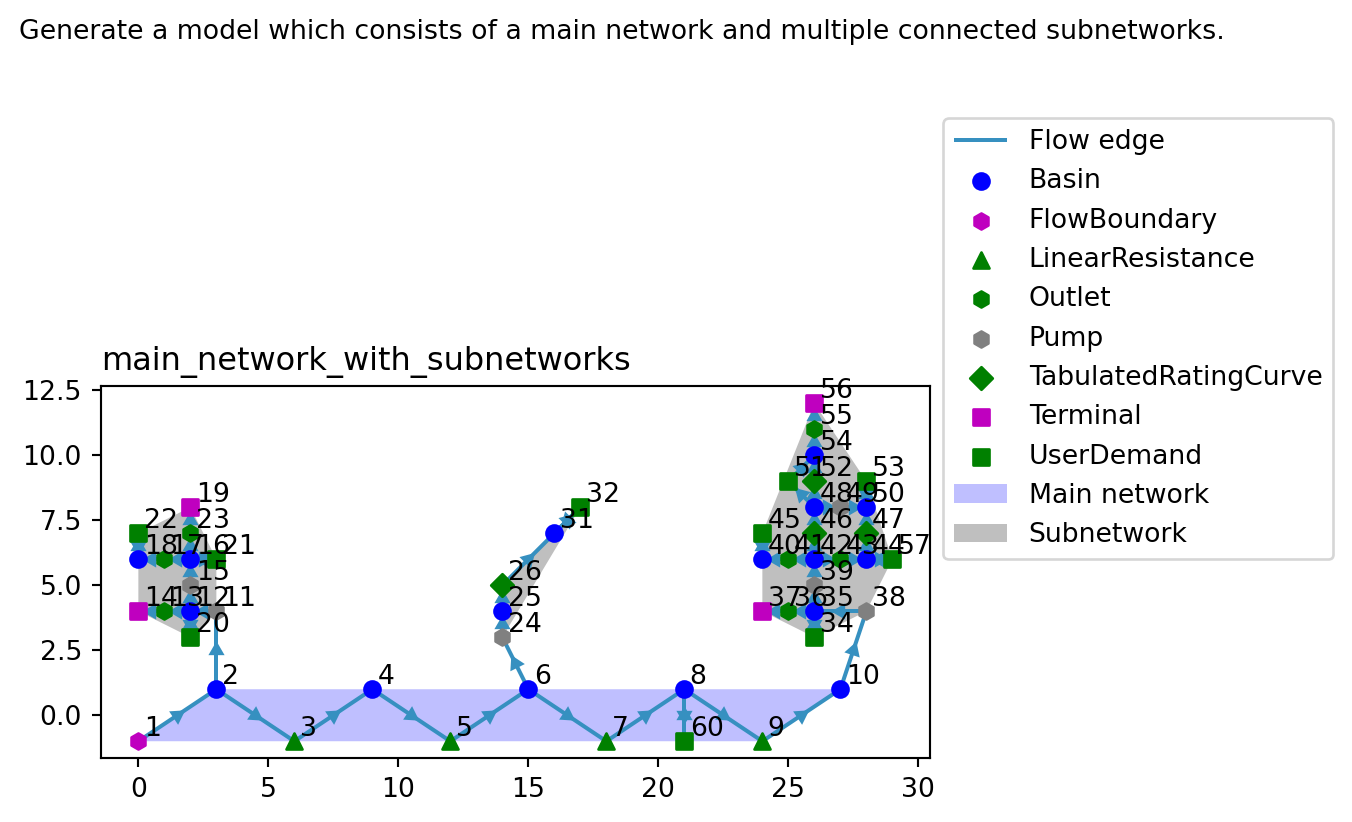 Generate a model which consists of a main network and multiple connected subnetworks.
Flow edge
Basin
FlowBoundary
LinearResistance
Outlet
Pump
TabulatedRatingCurve
Terminal
UserDemand
Main network
Subnetwork
main_network_with_subnetworks
12.5
10.0
7.5
5.0
2.5
0.0
56
55
54
51 52 53
19
32
48 49 50
22 23
31
45 46 47
18 17 16 21
40 41 42 43 44 57
15
26
39
14 13 12 11
25
37 36 35 38
20
24
34
2 4 6 8 10
1 3 5 7 60 9
0 5 10 15 20 25 30